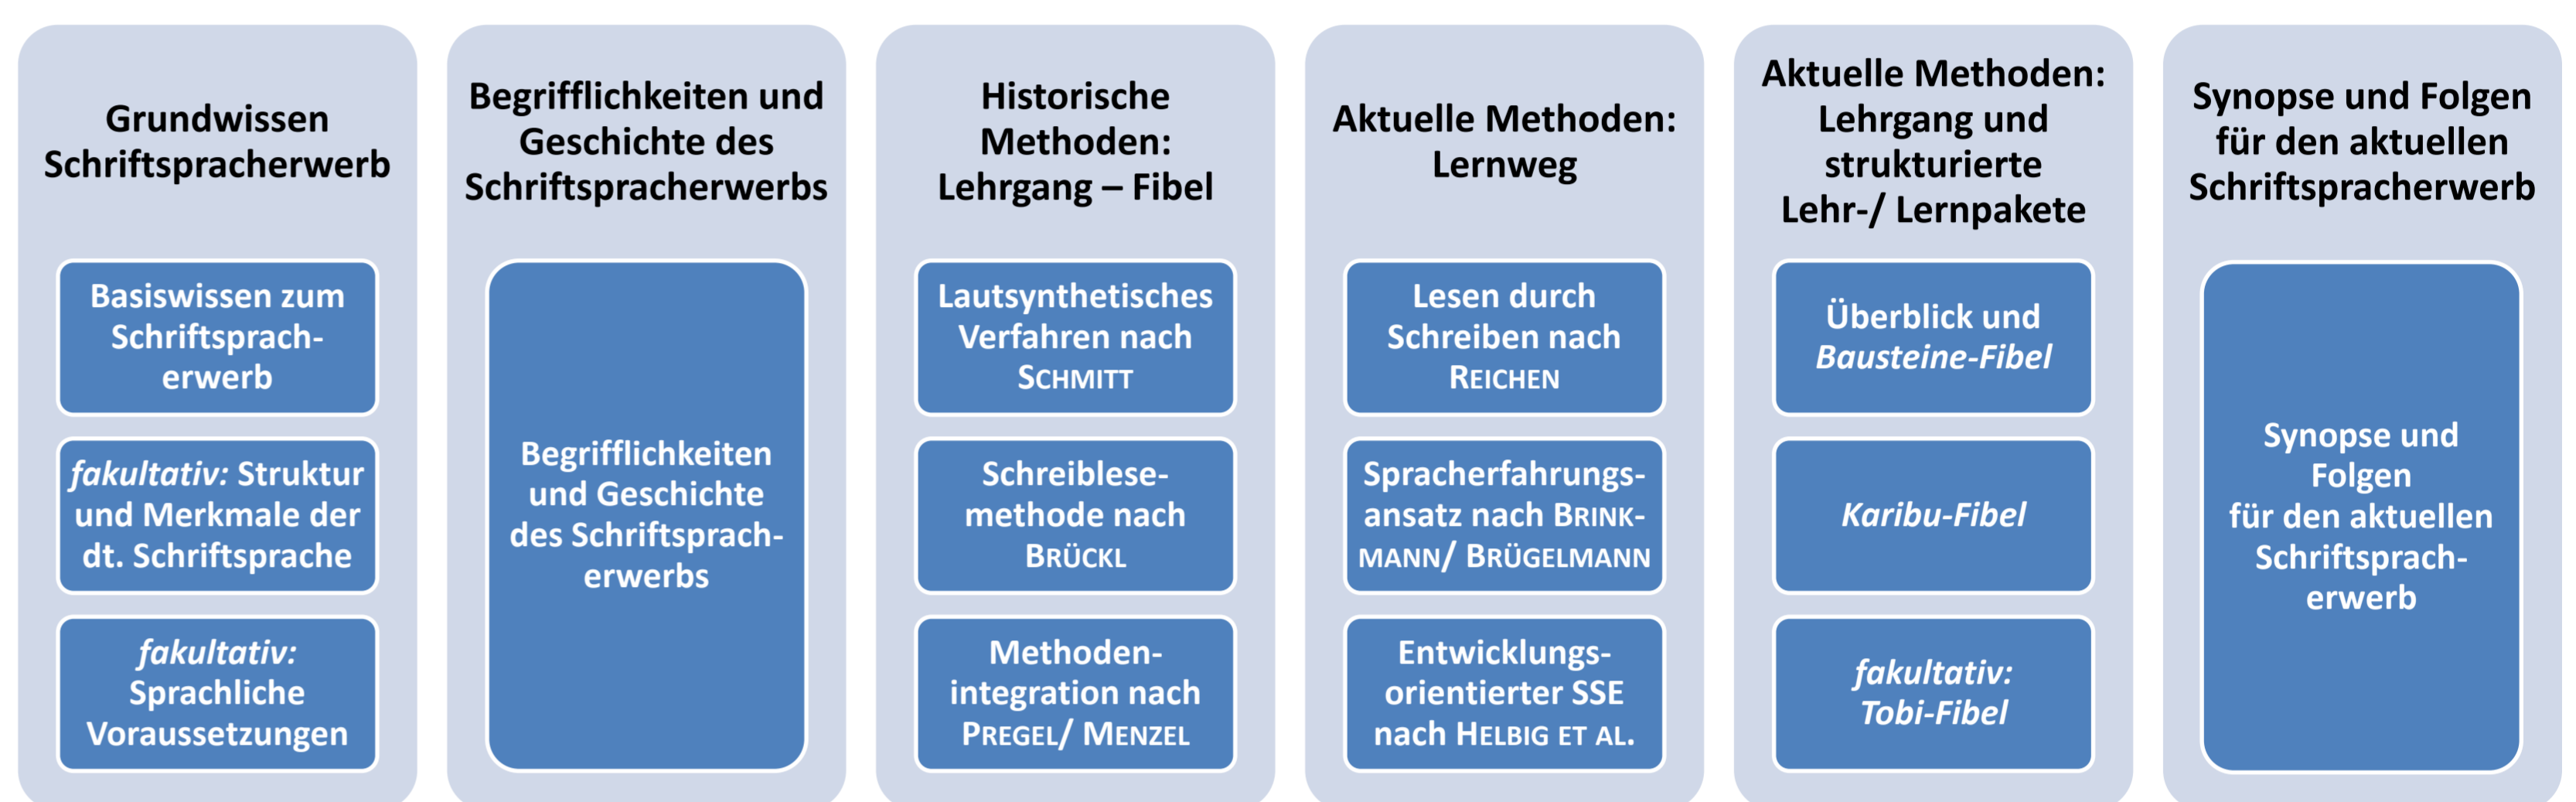 Grundwissen
Schriftspracherwerb
Basiswissen zum
Schriftsprach-
erwerb
fakultativ: Struktur
und Merkmale der
dt. Schriftsprache
fakultativ:
Sprachliche
Voraussetzungen
Begrifflichkeiten und
Geschichte des
Schriftspracherwerbs
Begrifflichkeiten
und Geschichte
des Schriftsprach-
erwerbs
Historische
Methoden:
Lehrgang – Fibel
Lautsynthetisches
Verfahren nach
SCHMITT
Schreiblese-
methode nach
BRÜCKL
Methoden-
integration nach
PREGEL/ MENZEL
Aktuelle Methoden:
Lernweg
Lesen durch
Schreiben nach
REICHEN
Spracherfahrungs-
ansatz nach BRINK-
MANN/ BRÜGELMANN
Entwicklungs-
orientierter SSE
nach HELBIG ET AL.
Aktuelle Methoden:
Lehrgang und
strukturierte
Lehr-/ Lernpakete
Überblick und
Bausteine-Fibel
Karibu-Fibel
fakultativ:
Tobi-Fibel
Synopse und Folgen
für den aktuellen
Schriftspracherwerb
Synopse und
Folgen
für den aktuellen
Schriftsprach-
erwerb